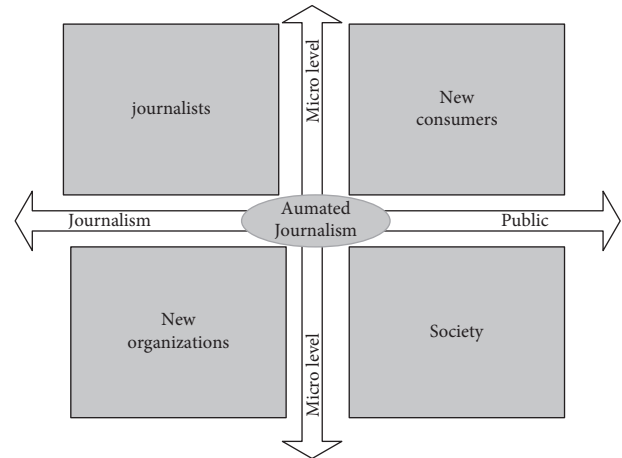 Micro level
journalists
New
consumers
Journalism
Aumated
Journalism
Public
New
organizations
Society
Micro level